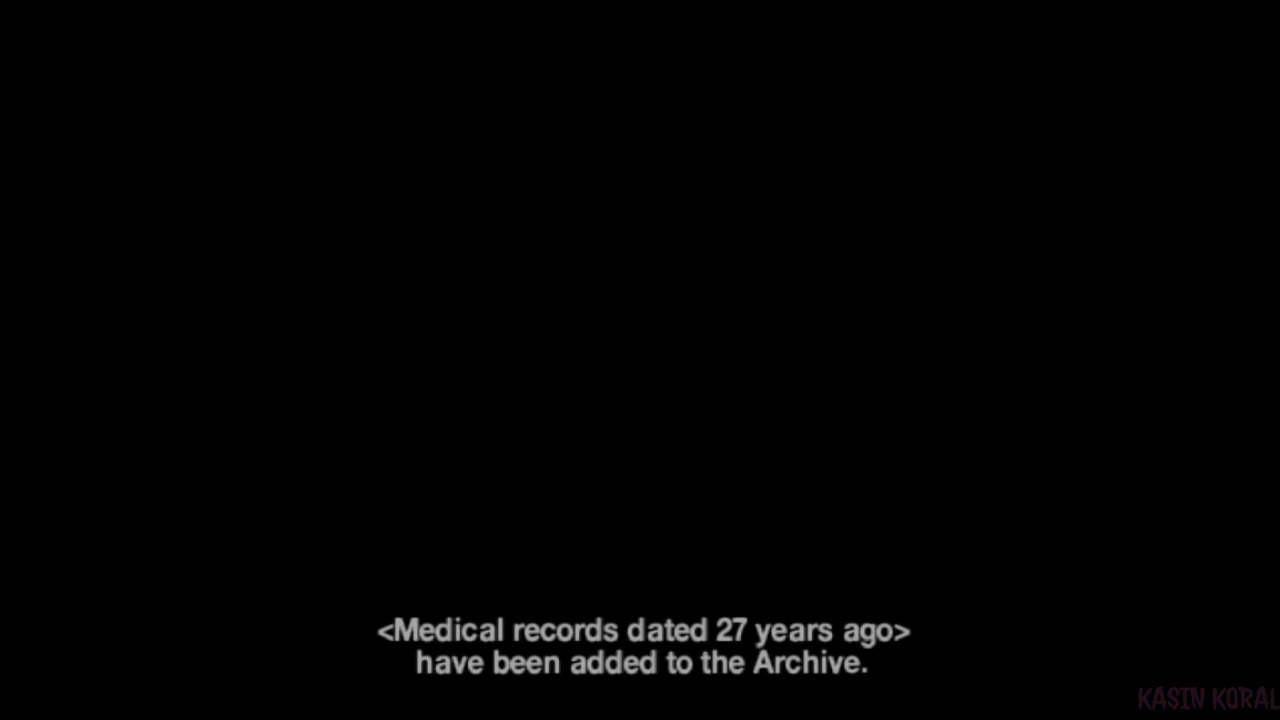 <Medical records dated 27 years ago>
have been added to the Archive.
KASIN KORAL